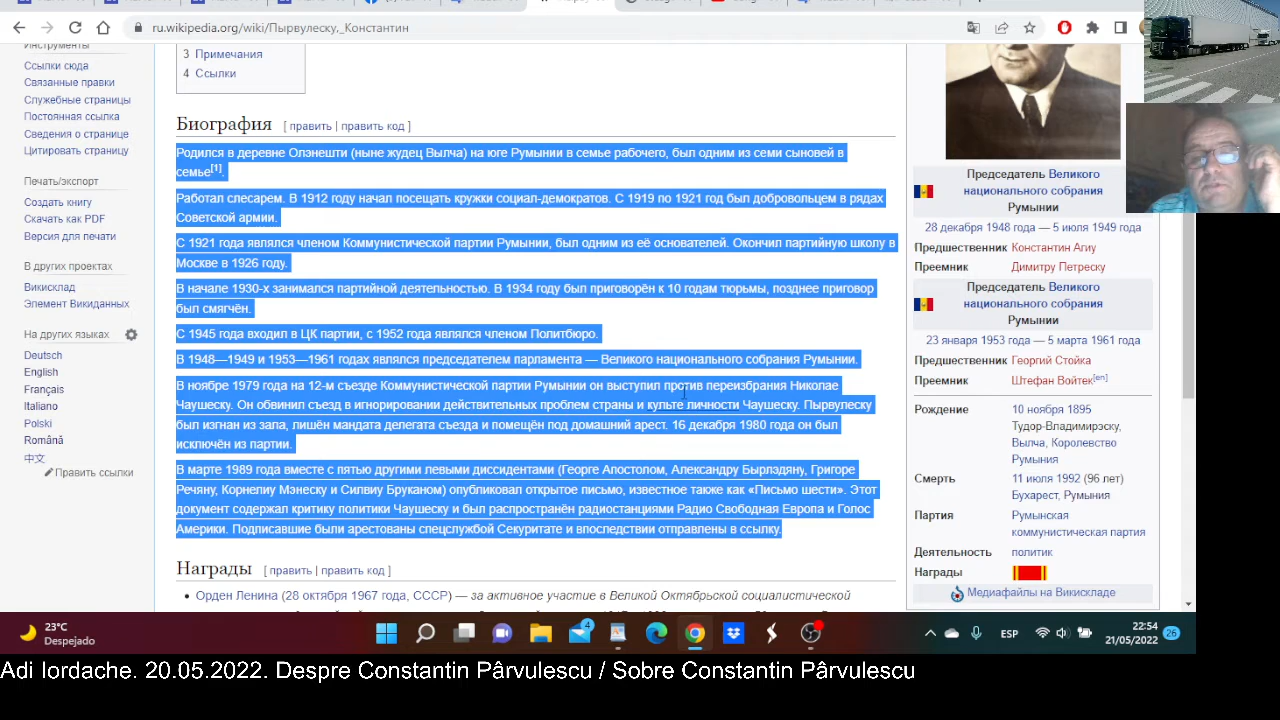 ru.wikipedia.org/wiki/Пырвулеску,_Константин
Инструменты
Ссылки сюда
Связанные правки
Служебные страницы
Постоянная ссылка
Сведения о странице
Цитировать страницу
Печать/экспорт
Создать книгу
Скачать как PDF
Версия для печати
В других проектах
Викисклад
Элемент Викиданных
На других языках
Deutsch
English
Français
Italiano
Polski
Română
中文
Править ссылки
3 Примечания
4 Ссылки
Биография [ править | править код ]
Родился в деревне Олэнешти (ныне жудец Вылча) на юге Румынии в семье рабочего, был одним из семи сыновей в
семье[1].
Работал слесарем. В 1912 году начал посещать кружки социал-демократов. С 1919 по 1921 год был добровольцем в рядах
Советской армии.
С 1921 года являлся членом Коммунистической партии Румынии, был одним из её основателей. Окончил партийную школу в
Москве в 1926 году.
В начале 1930-х занимался партийной деятельностью. В 1934 году был приговорён к 10 годам тюрьмы, позднее приговор
был смягчён.
С 1945 года входил в ЦК партии, с 1952 года являлся членом Политбюро.
В 1948—1949 и 1953—1961 годах являлся председателем парламента — Великого национального собрания Румынии.
В ноябре 1979 года на 12-м съезде Коммунистической партии Румынии он выступил против переизбрания Николае
Чаушеску. Он обвинил съезд в игнорировании действительных проблем страны и культе личности Чаушеску. Пырвулеску
был изгнан из зала, лишён мандата делегата съезда и помещён под домашний арест. 16 декабря 1980 года он был
исключён из партии.
В марте 1989 года вместе с пятью другими левыми диссидентами (Георге Апостолом, Александру Бырлэдяну, Григоре
Речяну, Корнелиу Мэнеску и Силвиу Бруканом) опубликовал открытое письмо, известное также как «Письмо шести». Этот
документ содержал критику политики Чаушеску и был распространён радиостанциями Радио Свободная Европа и Голос
Америки. Подписавшие были арестованы спецслужбой Секуритате и впоследствии отправлены в ссылку.
Награды [ править | править код ]
• Орден Ленина (28 октября 1967 года, СССР) — за активное участие в Великой Октябрьской социалистической
Председатель Великого
национального собрания
Румынии
28 декабря 1948 года — 5 июля 1949 года
Предшественник Константин Агиу
Преемник Димитру Петреску
Председатель Великого
национального собрания
Румынии
23 января 1953 года — 5 марта 1961 года
Предшественник Георгий Стойка
Преемник Штефан Войтек[en]
Рождение 10 ноября 1895
Тудор-Владимирэску,
Вылча, Королевство
Румыния
Смерть 11 июля 1992 (96 лет)
Бухарест, Румыния
Партия Румынская
коммунистическая партия
Деятельность политик
Награды
Медиафайлы на Викискладе
23°C
Despejado
4
ESP
22:54
21/05/2022
26
Adi Iordache. 20.05.2022. Despre Constantin Pârvulescu / Sobre Constantin Pârvulescu